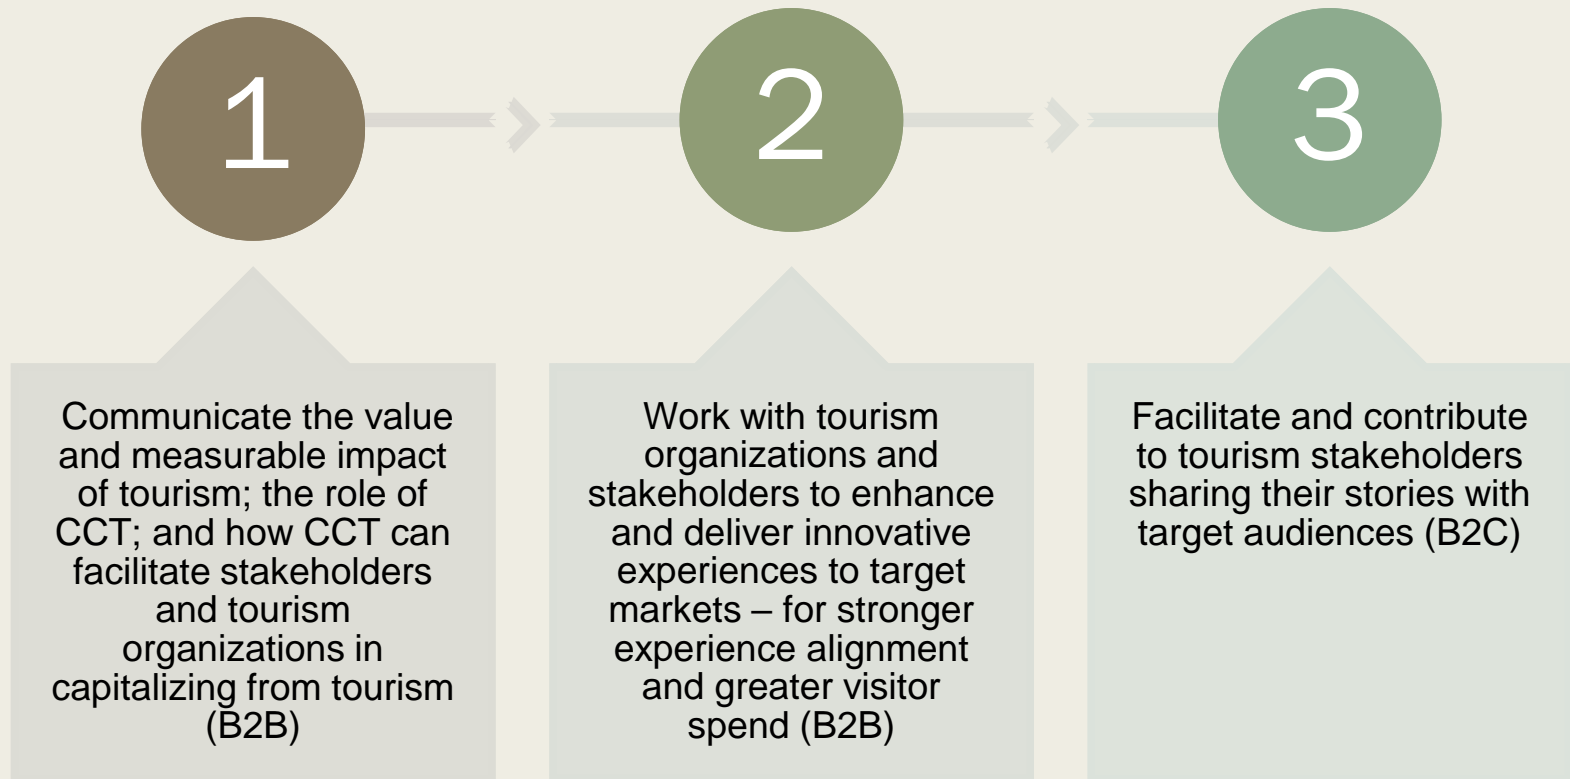 1
Communicate the value
and measurable impact
of tourism; the role of
CCT; and how CCT can
facilitate stakeholders
and tourism
organizations in
capitalizing from tourism
(B2B)
2
Work with tourism
organizations and
stakeholders to enhance
and deliver innovative
experiences to target
markets – for stronger
experience alignment
and greater visitor
spend (B2B)
3
Facilitate and contribute
to tourism stakeholders
sharing their stories with
target audiences (B2C)